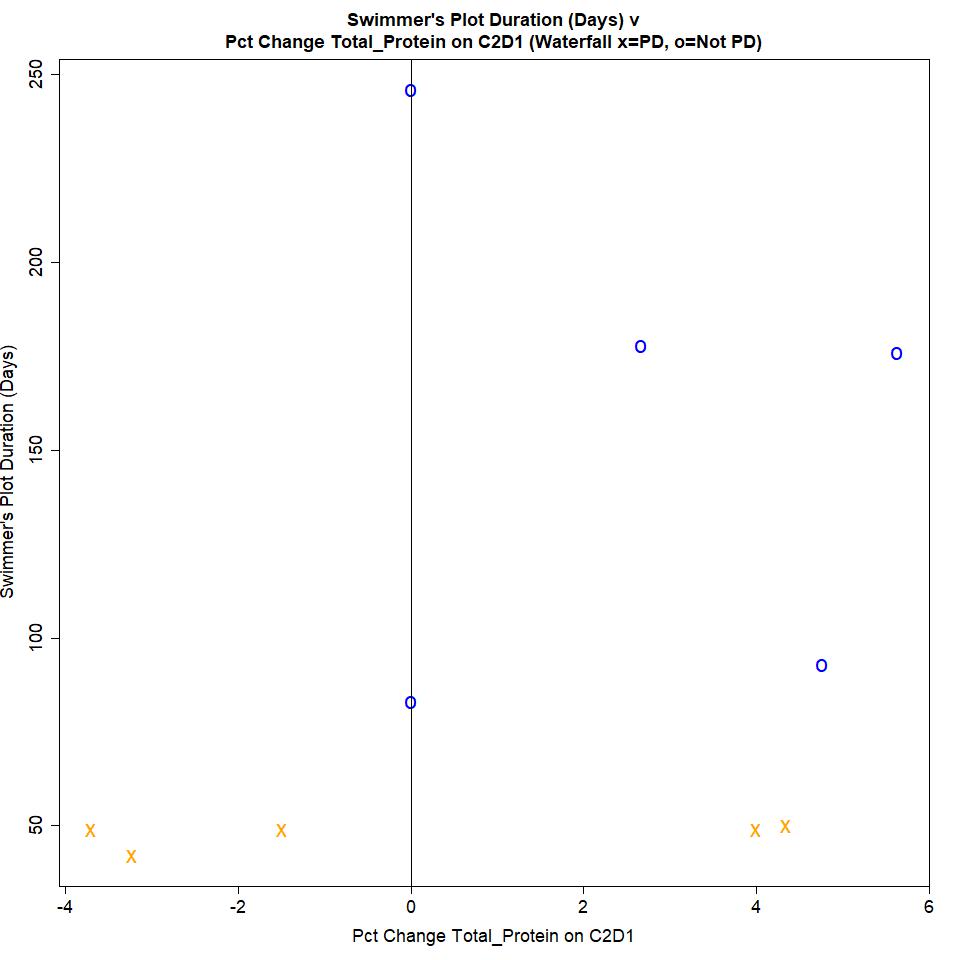 Swimmer's Plot Duration (Days) v
Pct Change Total_Protein on C2D1 (Waterfall x=PD, o=Not PD)
Swimmer's Plot Duration (Days)
250
200
150
100
50
O
O
O
O
O
X
X
X
X
X
-4
-2
0
2
4
6
Pct Change Total_Protein on C2D1